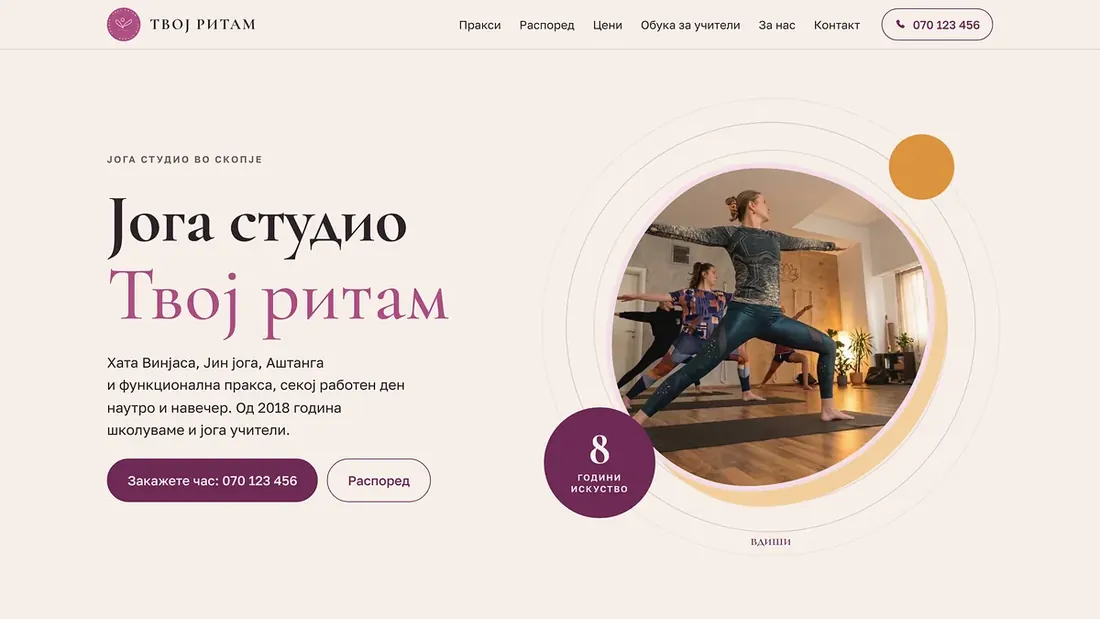 ТВОЈ РИТАМ
Пракси
Распоред
Цени
Обука за учители
За нас
Контакт
070 123 456
ЈОГА СТУДИО ВО СКОПЈЕ
Јога студио
Твој ритам
Хата Винјаса, Јин јога, Аштанга
и функционална пракса, секој работен ден
наутро и навечер. Од 2018 година
школуваме и јога учители.
Закажете час: 070 123 456
Распоред
8
ГОДИНИ
ИСКУСТВО
ВДИШИ